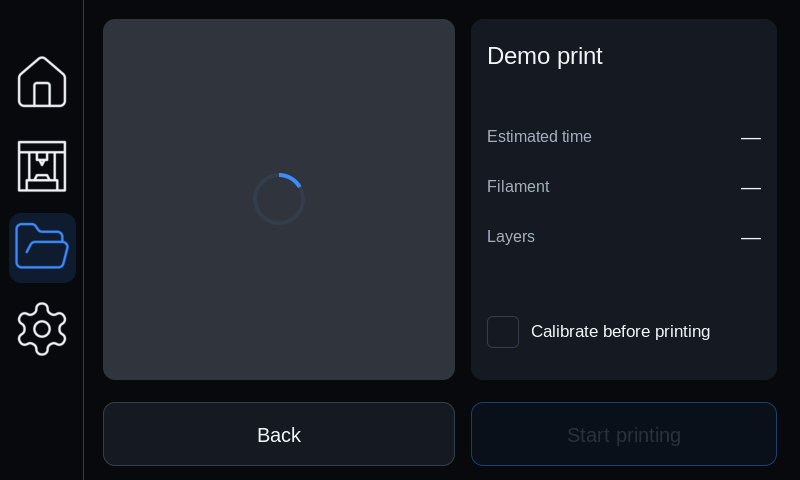 Demo print
Estimated time —
Filament —
Layers —
Calibrate before printing
Back
Start printing